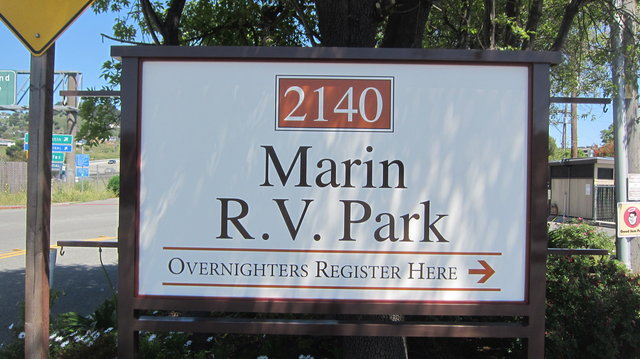 2140
Marin
R.V. Park
OVERNIGHTERS REGISTER HERE